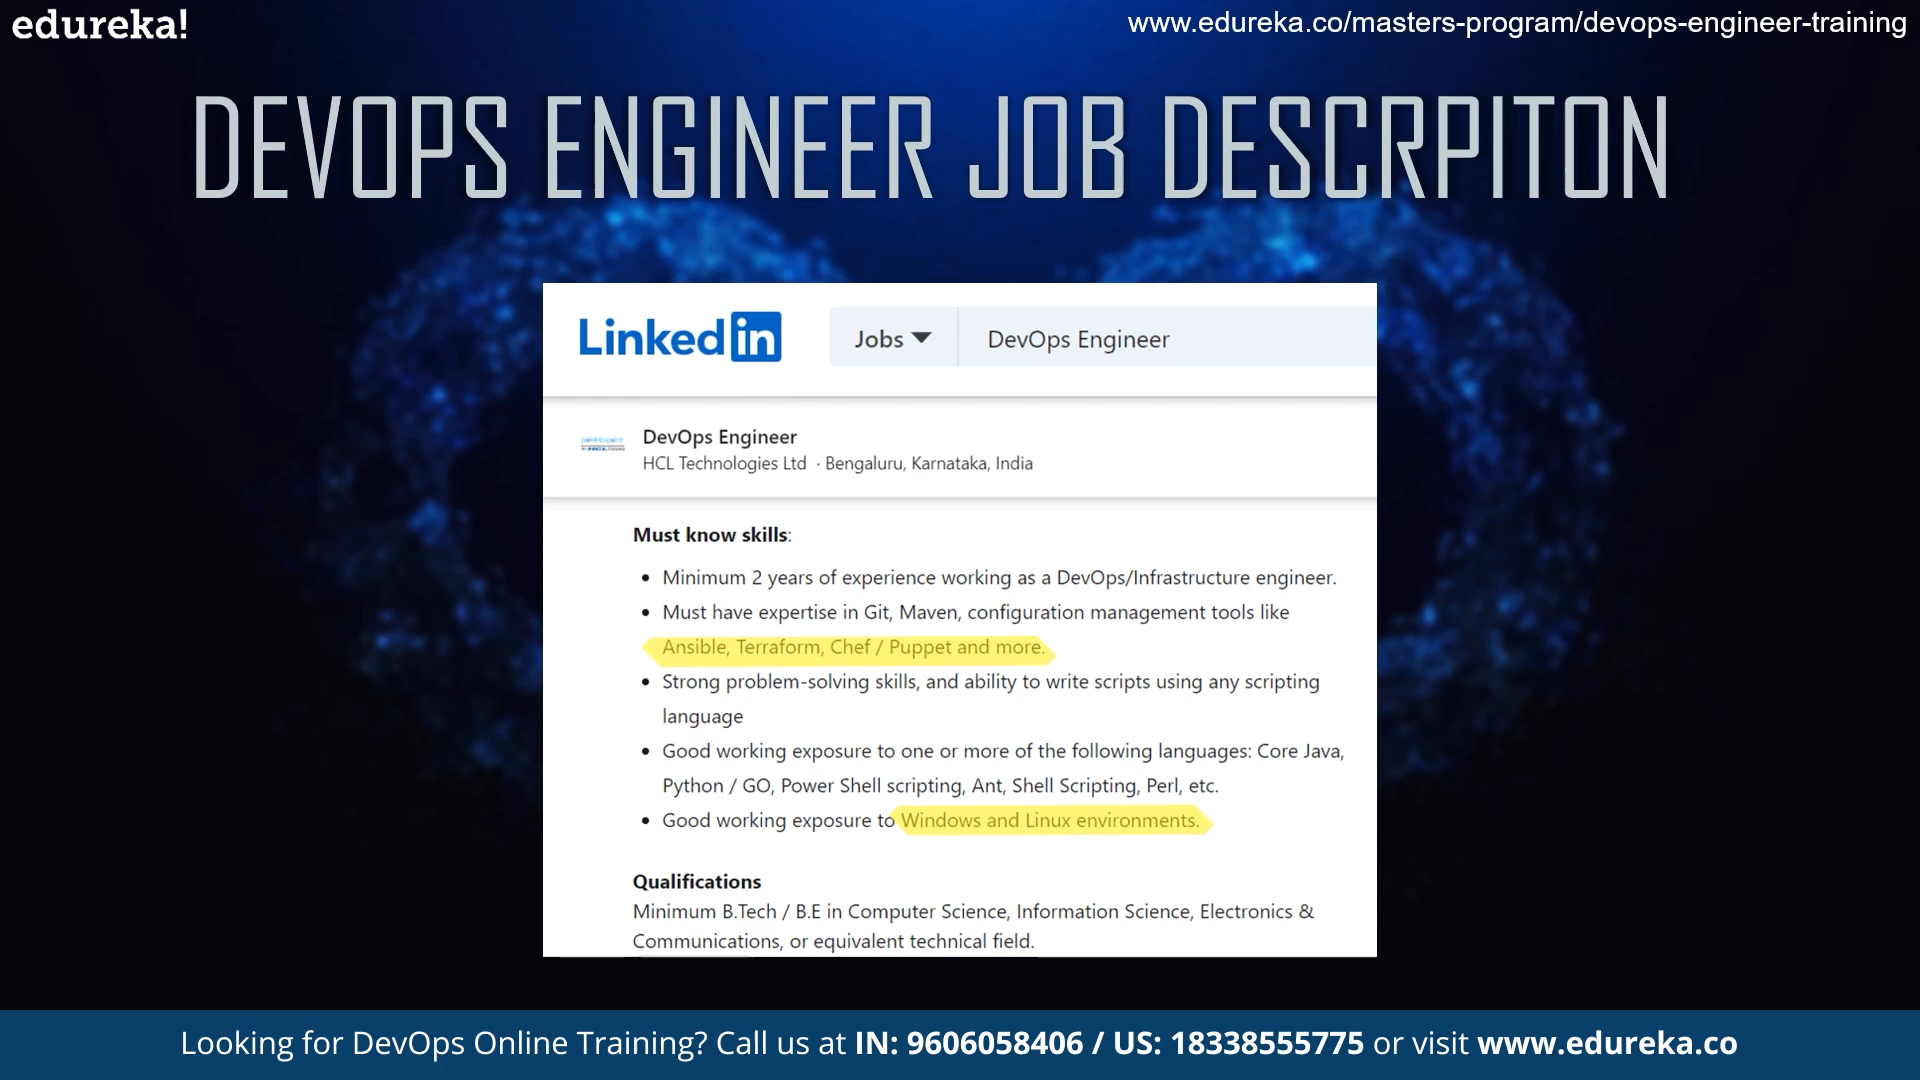 edureka!
www.edureka.co/masters-program/devops-engineer-training
DEVOPS ENGINEER JOB DESCRPITON
Linked in
Jobs
DevOps Engineer
DevOps Engineer
HCL Technologies Ltd · Bengaluru, Karnataka, India
Must know skills:
• Minimum 2 years of experience working as a DevOps/Infrastructure engineer.
• Must have expertise in Git, Maven, configuration management tools like
Ansible, Terraform, Chef / Puppet and more.
• Strong problem-solving skills, and ability to write scripts using any scripting
language
• Good working exposure to one or more of the following languages: Core Java,
Python / GO, Power Shell scripting, Ant, Shell Scripting, Perl, etc.
• Good working exposure to Windows and Linux environments.
Qualifications
Minimum B.Tech / B.E in Computer Science, Information Science, Electronics &
Communications, or equivalent technical field.
Looking for DevOps Online Training? Call us at IN: 9606058406 / US: 18338555775 or visit www.edureka.co